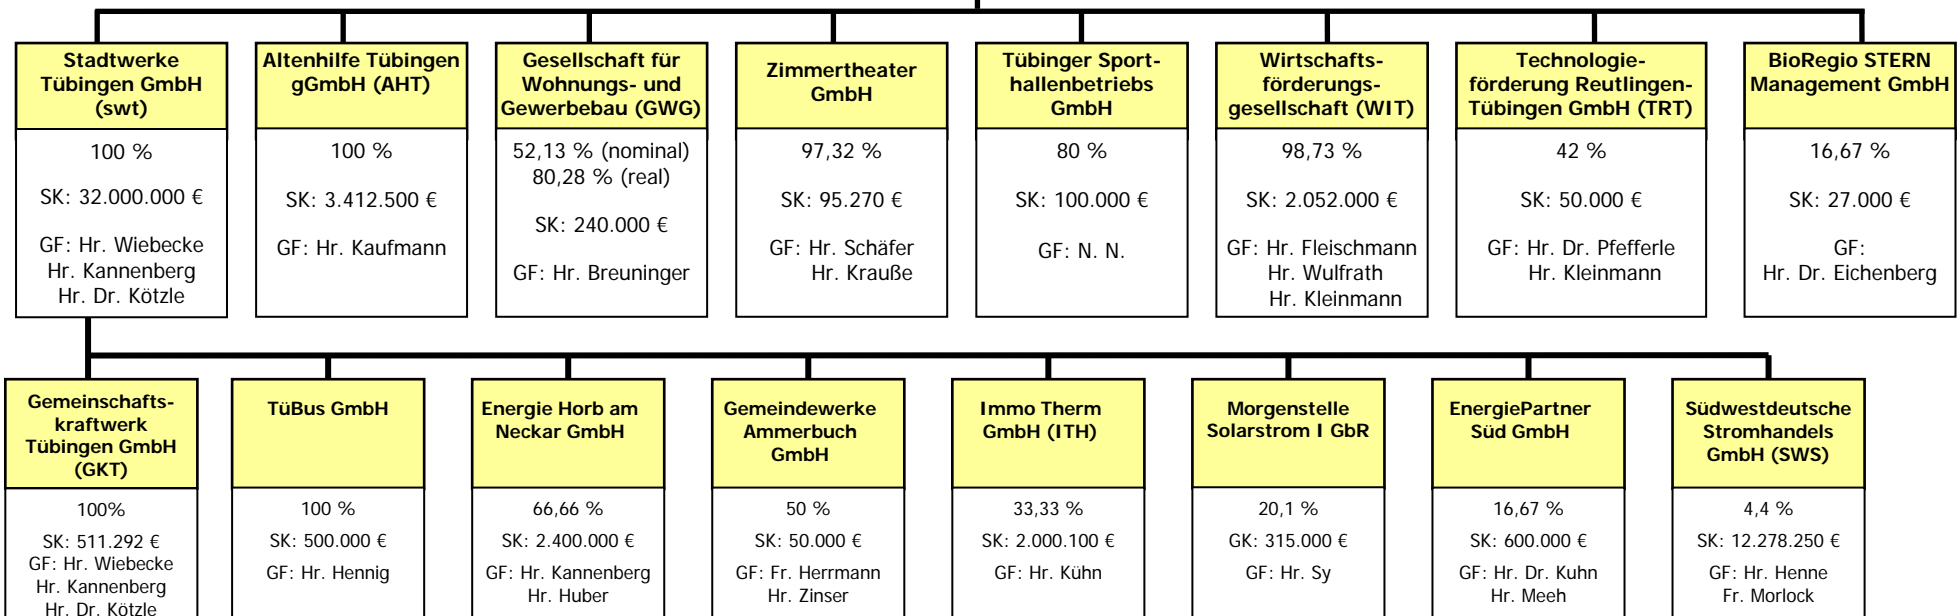 Stadtwerke
Tübingen GmbH
(swt)
100 %
SK: 32.000.000 €
GF: Hr. Wiebecke
Hr. Kannenberg
Hr. Dr. Kötzle
Altenhilfe Tübingen
gGmbH (AHT)
100 %
SK: 3.412.500 €
GF: Hr. Kaufmann
Gesellschaft für
Wohnungs- und
Gewerbebau (GWG)
52,13 % (nominal)
80,28 % (real)
SK: 240.000 €
GF: Hr. Breuninger
Zimmertheater
GmbH
97,32 %
SK: 95.270 €
GF: Hr. Schäfer
Hr. Krauße
Tübinger Sport-
hallenbetriebs
GmbH
80 %
SK: 100.000 €
GF: N. N.
Wirtschafts-
förderungs-
gesellschaft (WIT)
98,73 %
SK: 2.052.000 €
GF: Hr. Fleischmann
Hr. Wulfrath
Hr. Kleinmann
Technologie-
förderung Reutlingen-
Tübingen GmbH (TRT)
42 %
SK: 50.000 €
GF: Hr. Dr. Pfefferle
Hr. Kleinmann
BioRegio STERN
Management GmbH
16,67 %
SK: 27.000 €
GF:
Hr. Dr. Eichenberg
Gemeinschafts-
kraftwerk
Tübingen GmbH
(GKT)
100%
SK: 511.292 €
GF: Hr. Wiebecke
Hr. Kannenberg
Hr. Dr. Kötzle
TüBus GmbH
100 %
SK: 500.000 €
GF: Hr. Hennig
Energie Horb am
Neckar GmbH
66,66 %
SK: 2.400.000 €
GF: Hr. Kannenberg
Hr. Huber
Gemeindewerke
Ammerbuch
GmbH
50 %
SK: 50.000 €
GF: Fr. Herrmann
Hr. Zinser
Immo Therm
GmbH (ITH)
33,33 %
SK: 2.000.100 €
GF: Hr. Kühn
Morgenstelle
Solarstrom I GbR
20,1 %
GK: 315.000 €
GF: Hr. Sy
EnergiePartner
Süd GmbH
16,67 %
SK: 600.000 €
GF: Hr. Dr. Kuhn
Hr. Meeh
Südwestdeutsche
Stromhandels
GmbH (SWS)
4,4 %
SK: 12.278.250 €
GF: Hr. Henne
Fr. Morlock